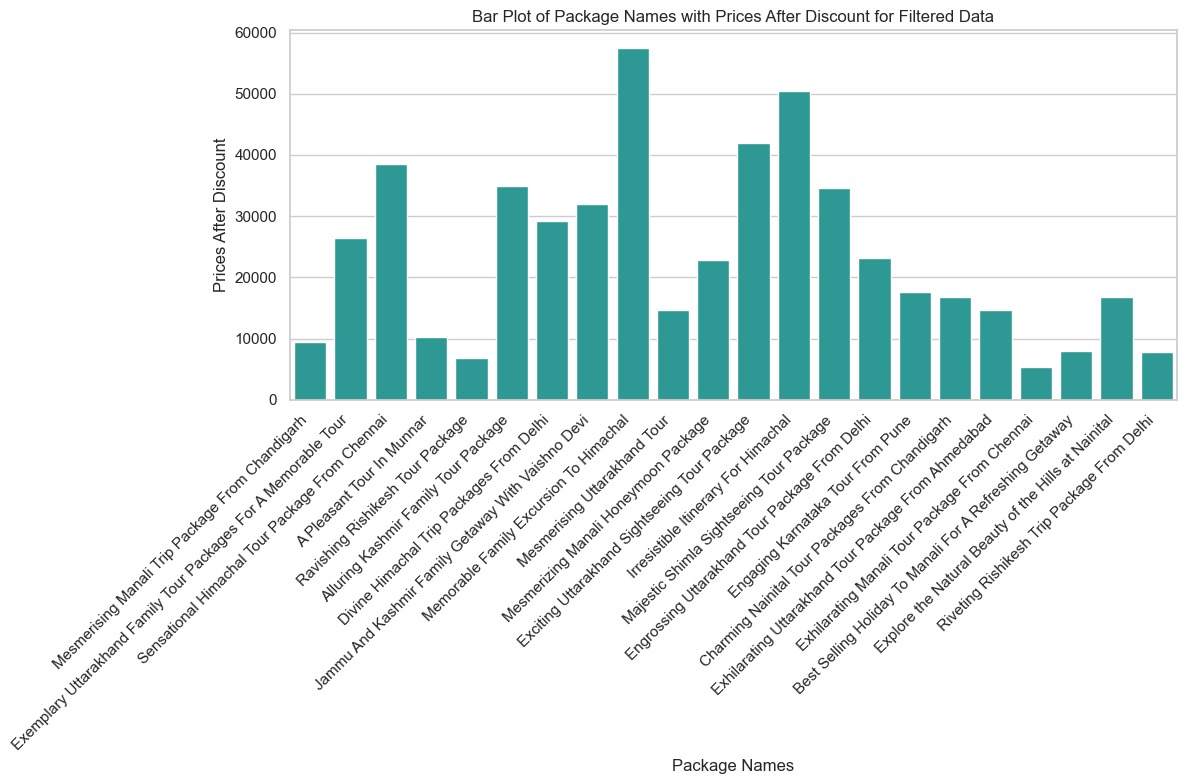 Bar Plot of Package Names with Prices After Discount for Filtered Data
Prices After Discount
60000
50000
40000
30000
20000
10000
0
Mesmerising Manali Trip Package From Chandigarh
Exemplary Uttarakhand Family Tour Packages For A Memorable Tour
Sensational Himachal Tour Package From Chennai
A Pleasant Tour In Munnar
Ravishing Rishikesh Tour Package
Alluring Kashmir Family Tour Package
Divine Himachal Trip Packages From Delhi
Jammu And Kashmir Family Getaway With Vaishno Devi
Memorable Family Excursion To Himachal
Mesmerising Uttarakhand Tour
Mesmerizing Manali Honeymoon Package
Exciting Uttarakhand Sightseeing Tour Package
Irresistible Itinerary For Himachal
Majestic Shimla Sightseeing Tour Package
Engrossing Uttarakhand Tour Package From Delhi
Engaging Karnataka Tour From Pune
Charming Nainital Tour Packages From Chandigarh
Exhilarating Uttarakhand Tour Package From Ahmedabad
Exhilarating Manali Tour Package From Chennai
Best Selling Holiday To Manali For A Refreshing Getaway
Explore the Natural Beauty of the Hills at Nainital
Riveting Rishikesh Trip Package From Delhi
Package Names